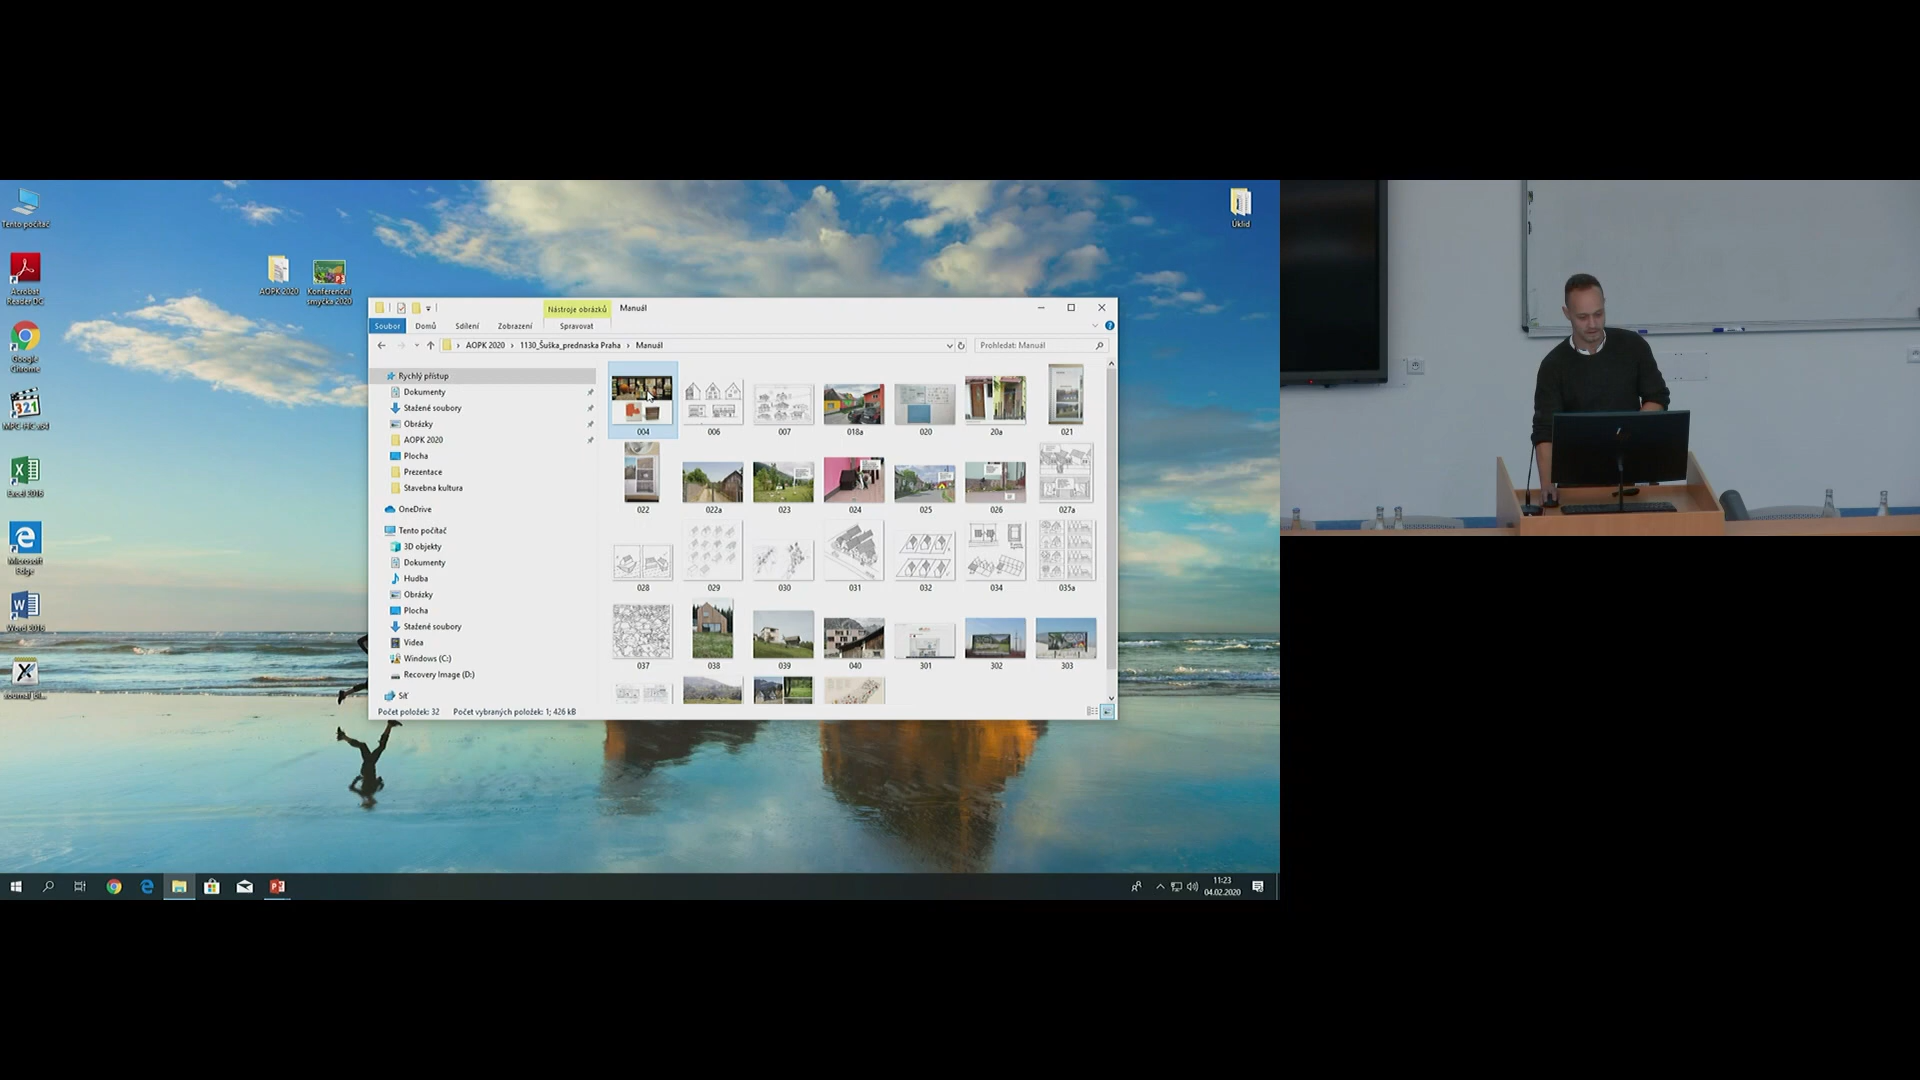 Tento počítač
Úklid
Acrobat
Reader DC
AOPK 2020
Konferenční
smyčka 2020
Google
Chrome
MPC-HC x64
Excel 2016
Microsoft
Edge
Word 2016
Nástroje obrázků
Manuál
Soubor
Domů
Sdílení
Zobrazení
Spravovat
AOPK 2020 › 1130_Šuška_prednaska Praha › Manuál
Prohledat: Manuál
Rychlý přístup
Dokumenty
Stažené soubory
Obrázky
AOPK 2020
Plocha
Prezentace
Stavebna kultura
OneDrive
Tento počítač
3D objekty
Dokumenty
Hudba
Obrázky
Plocha
Stažené soubory
Videa
Windows (C:)
Recovery Image (D:)
Síť
004 006 007 018a 020 20a 021
022 022a 023 024 025 026 027a
028 029 030 031 032 034 035a
037 038 039 040 301 302 303
Počet položek: 32
Počet vybraných položek: 1; 426 kB
11:23
04.02.2020